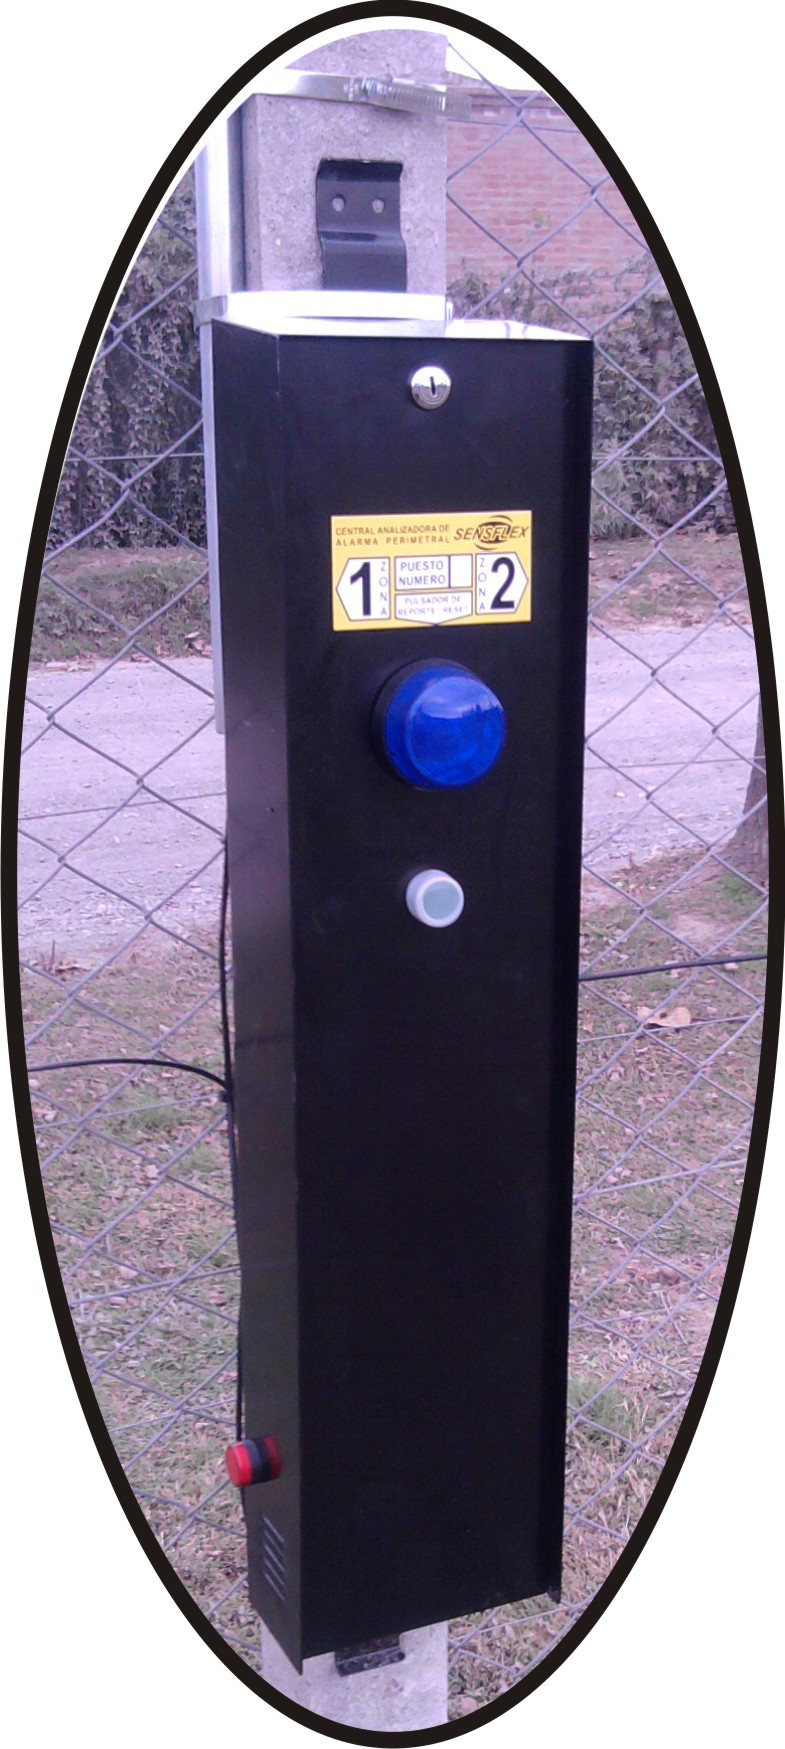 CENTRAL ANALIZADORA DE
ALARMA PERIMETRAL
SENSFLEX
1
ZONA
PUESTO
NUMERO
PULSADOR DE
REPORTE RESET
ZONA
2